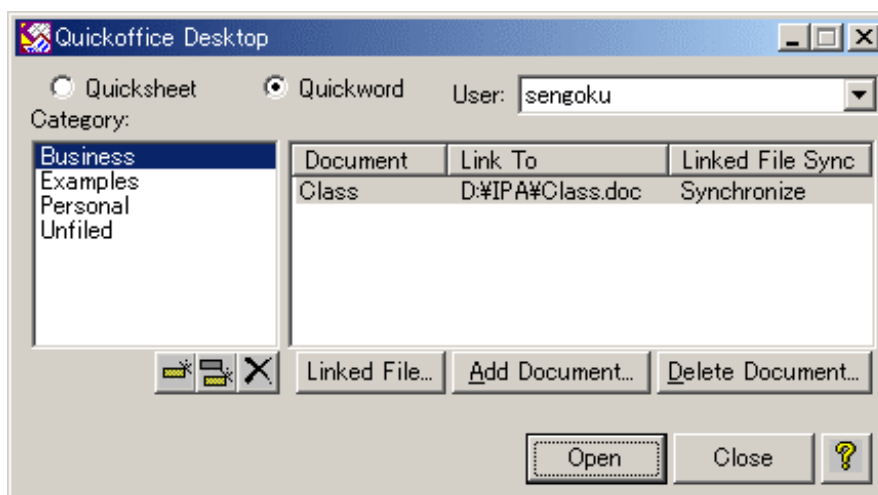 Quickoffice Desktop
Quicksheet Quickword User: sengoku
Category:
Business
Examples
Personal
Unfiled
Document Link To Linked File Sync
Class D:¥IPA¥Class.doc Synchronize
Linked File... Add Document... Delete Document...
Open Close